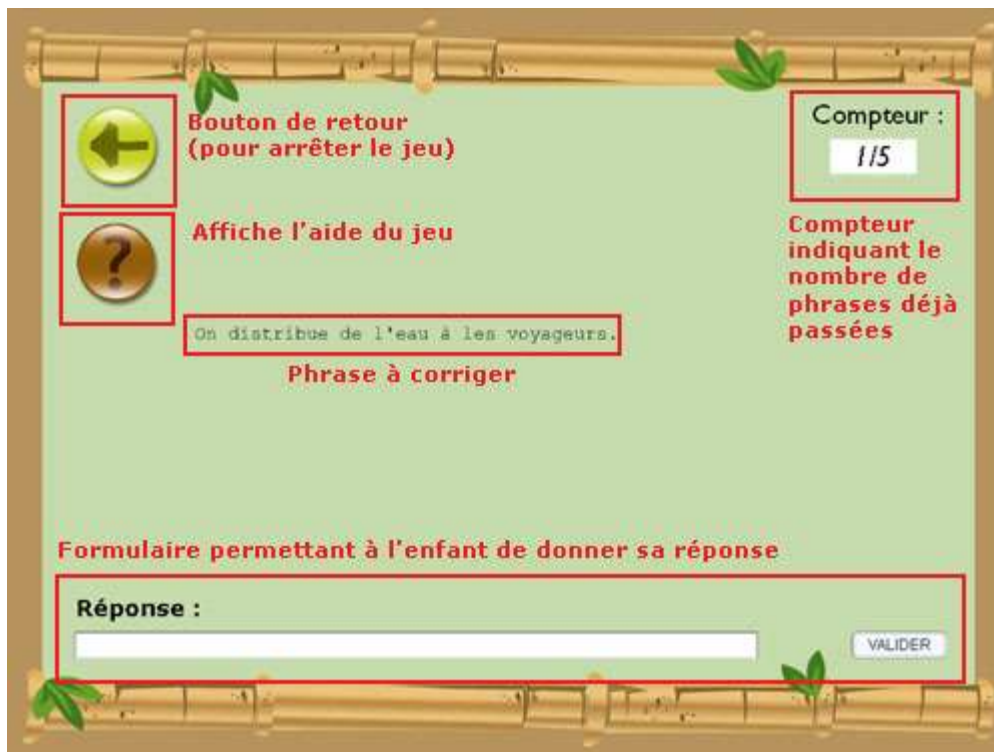 Bouton de retour
(pour arrêter le jeu)
Compteur :
1/5
?
Affiche l'aide du jeu
Compteur
indiquant le
nombre de
phrases déjà
passées
On distribue de l'eau à les voyageurs.
Phrase à corriger
Formulaire permettant à l'enfant de donner sa réponse
Réponse :
VALIDER